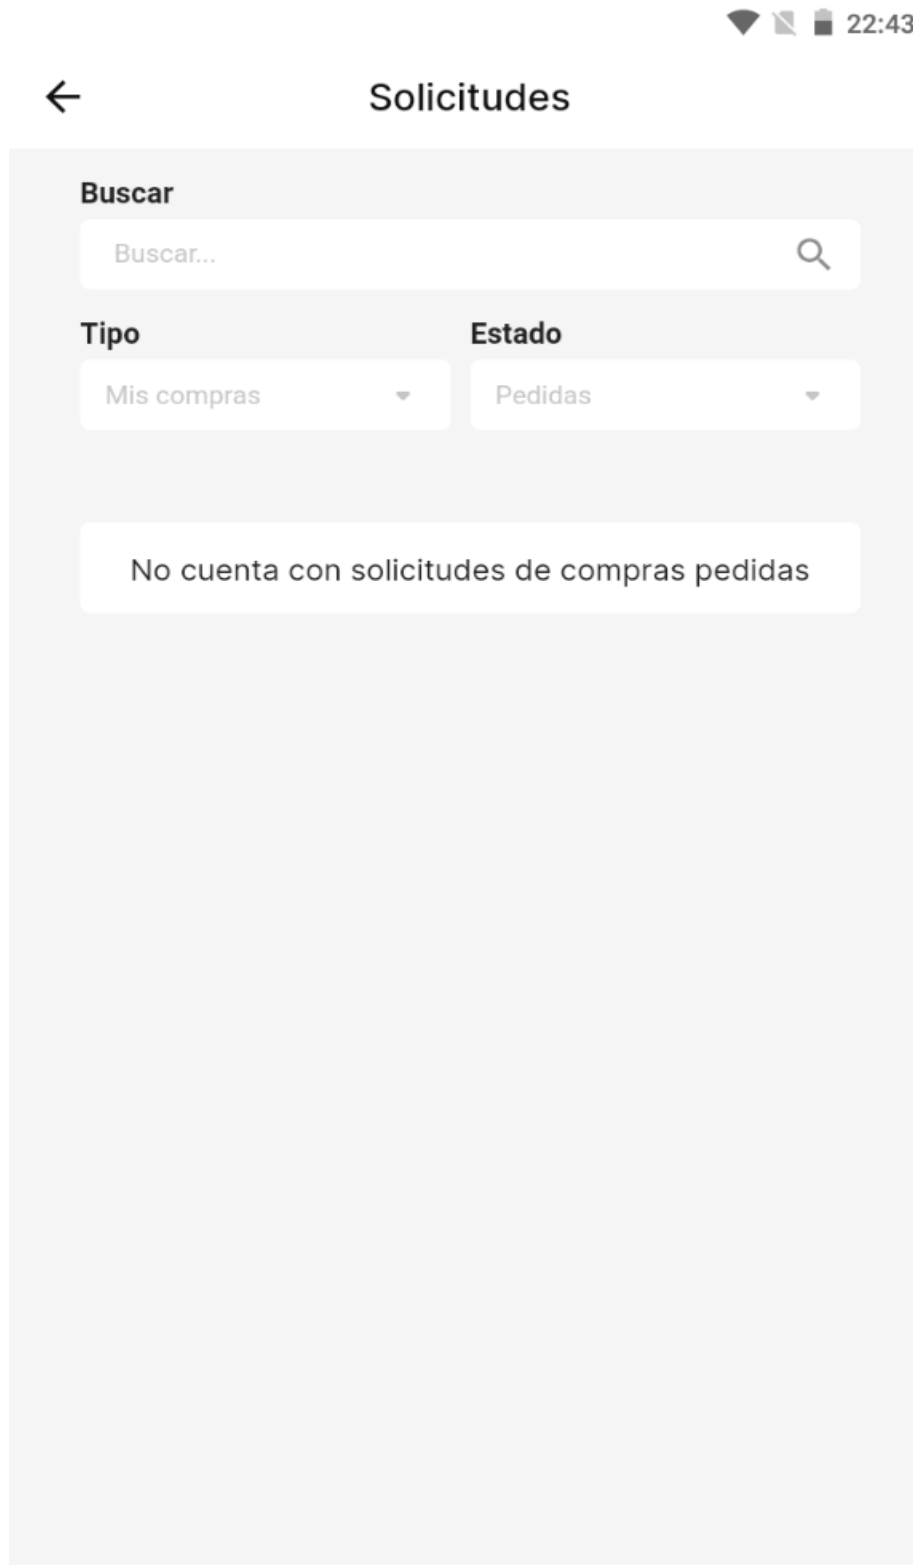 22:43
Solicitudes
Buscar
Buscar...
Tipo Estado
Mis compras Pedidas
No cuenta con solicitudes de compras pedidas